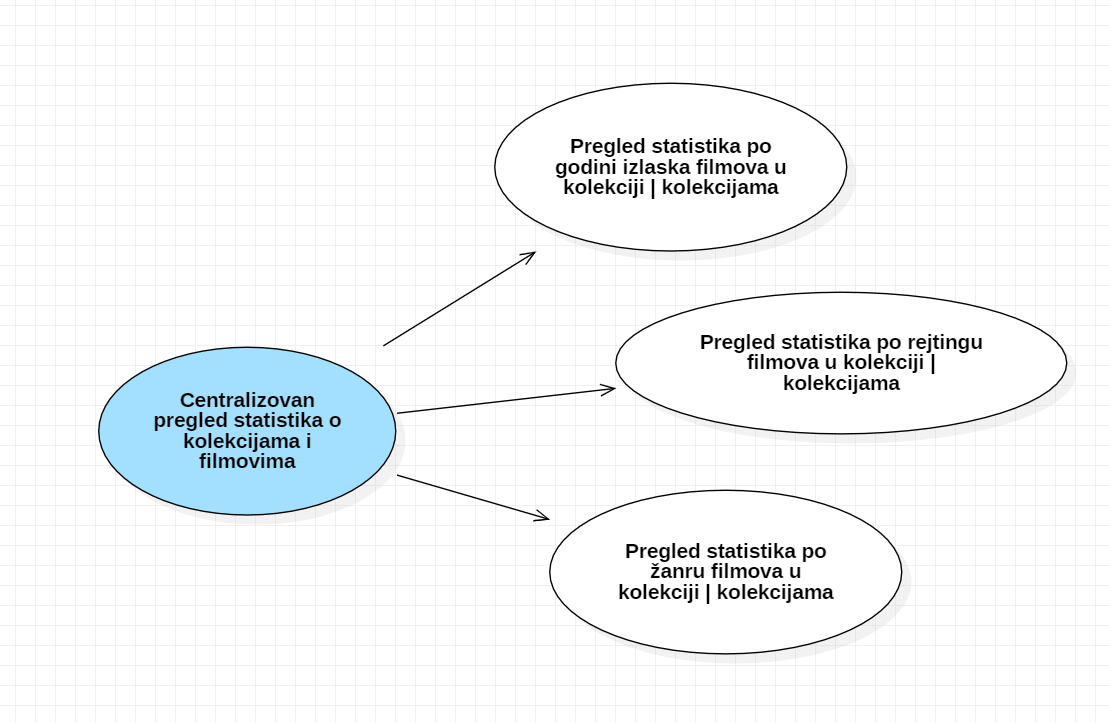 Pregled statistika po
godini izlaska filmova u
kolekciji | kolekcijama
Pregled statistika po rejtingu
filmova u kolekciji |
kolekcijama
Centralizovan
pregled statistika o
kolekcijama i
filmovima
Pregled statistika po
žanru filmova u
kolekciji | kolekcijama